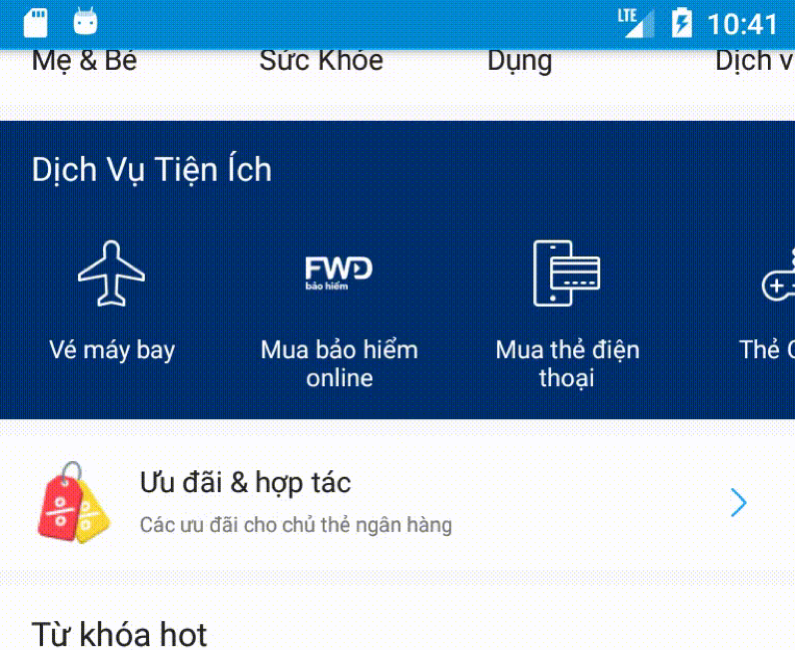 LTE 10:41
Mẹ & Bé Sức Khỏe Dụng Dịch v
Dịch Vụ Tiện Ích
FWD
bảo hiểm
Vé máy bay Mua bảo hiểm Mua thẻ điện Thẻ
online thoại
Ưu đãi & hợp tác
Các ưu đãi cho chủ thẻ ngân hàng
Từ khóa hot